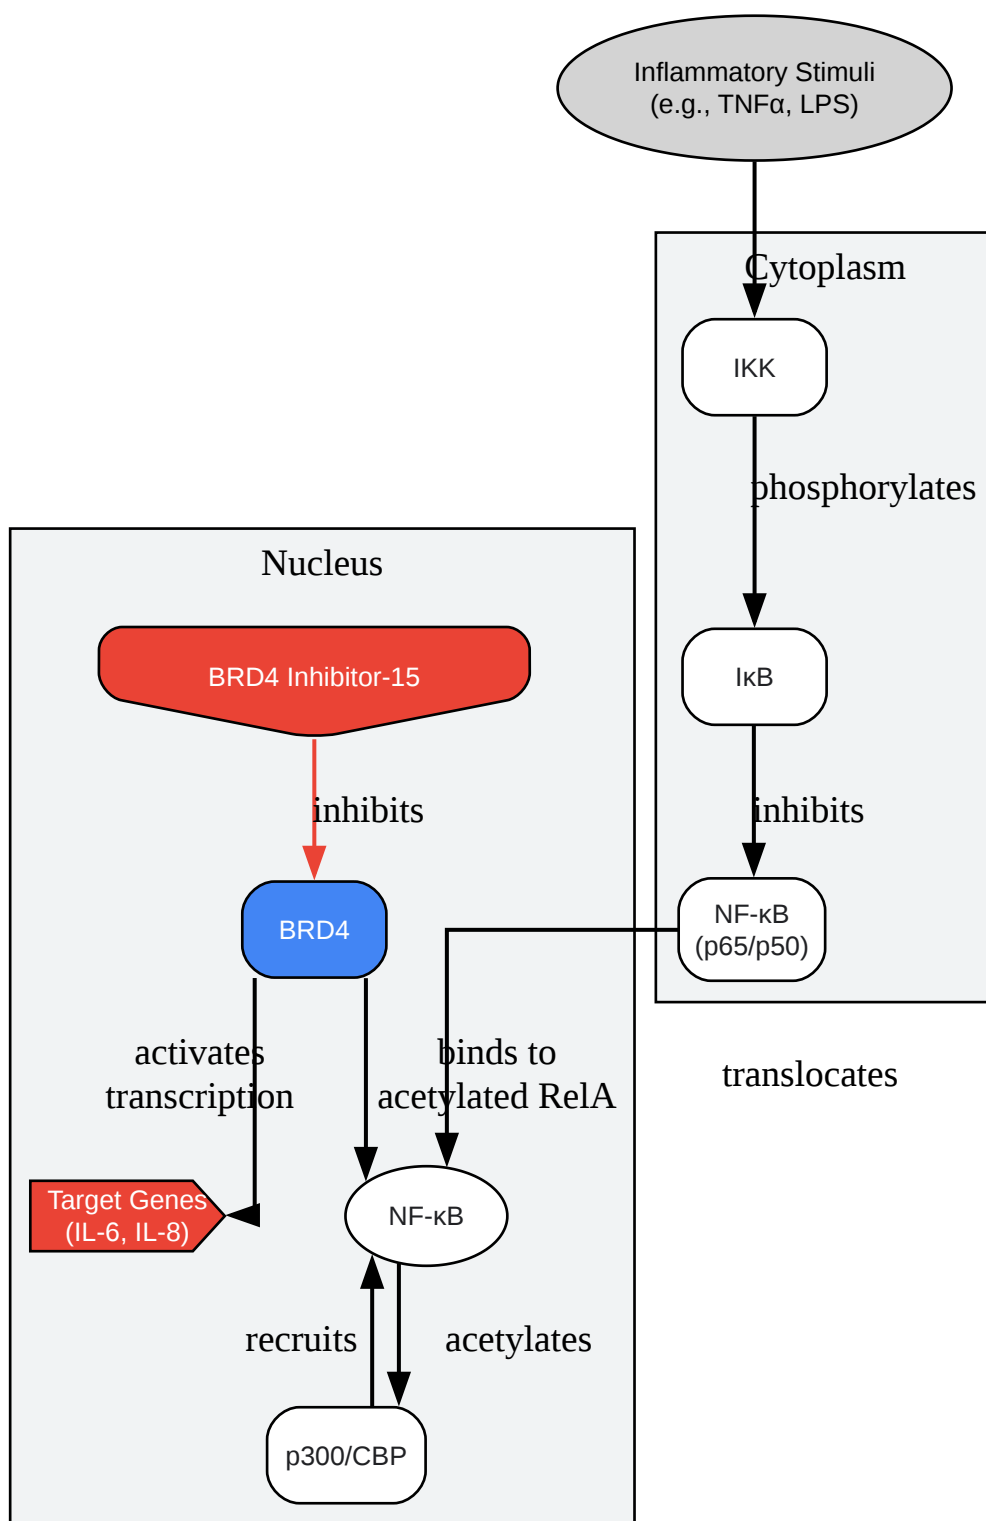 Inflammatory Stimuli
(e.g., TNFα, LPS)
Cytoplasm
IKK
phosphorylates
Nucleus
BRD4 Inhibitor-15
IκB
inhibits
inhibits
BRD4
NF-κB
(p65/p50)
activates
transcription
binds to
acetylated RelA
translocates
Target Genes
(IL-6, IL-8)
NF-κB
recruits
acetylates
p300/CBP